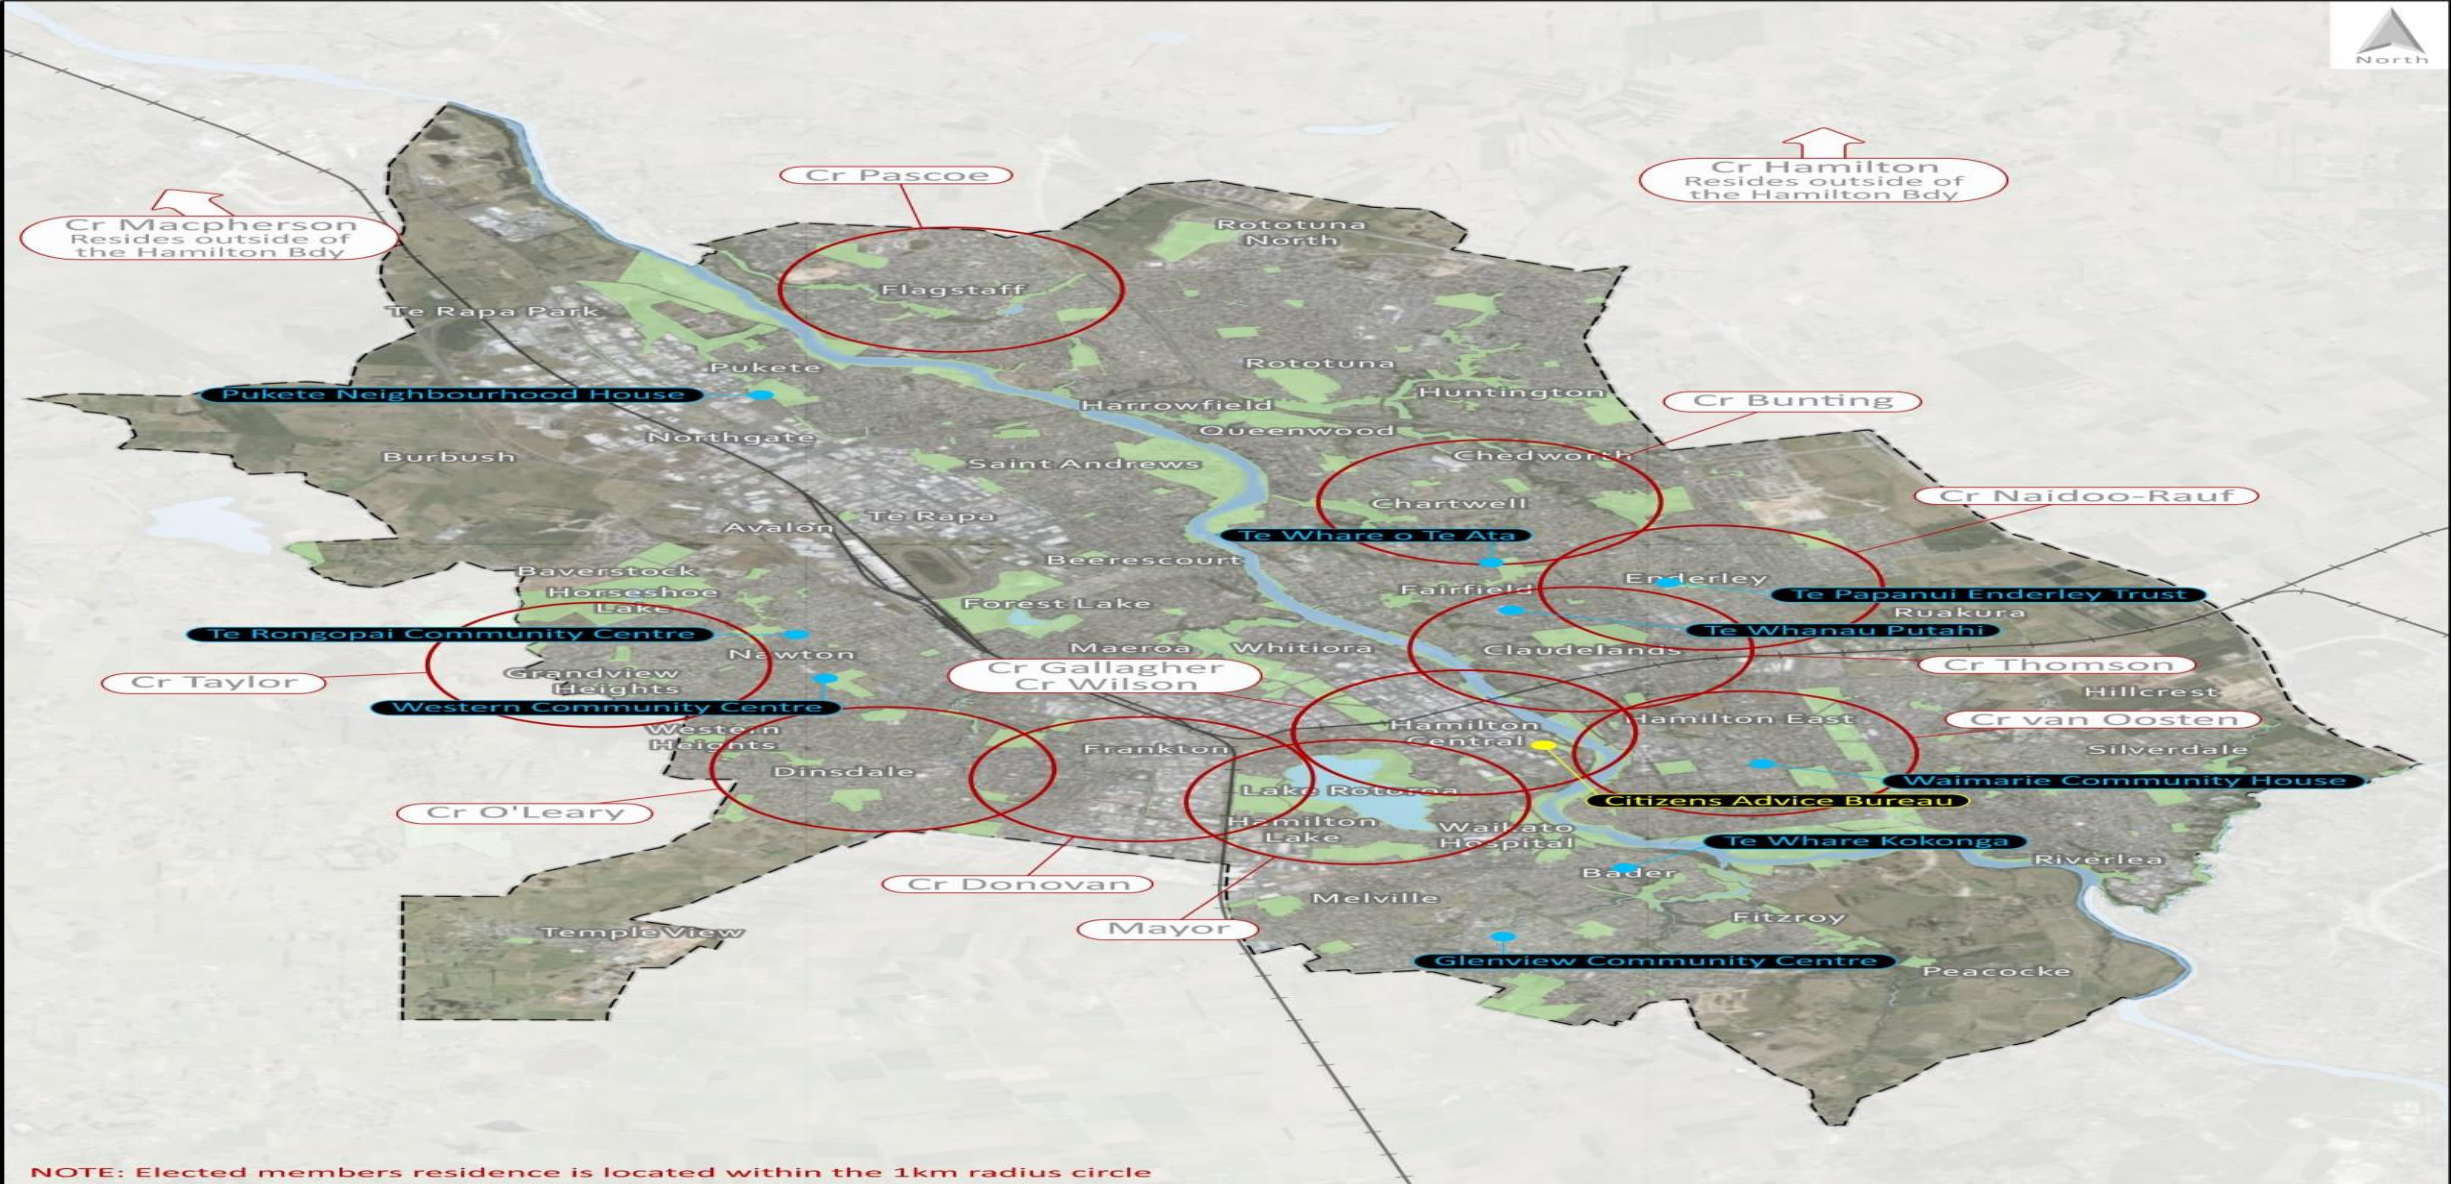 North
Cr Pascoe
Cr Hamilton
Resides outside of
the Hamilton Bdy
Cr Macpherson
Resides outside of
the Hamilton Bdy
Rototuna
North
Flagstaff
Te Rapa Park
Pukete
Rototuna
Pukete Neighbourhood House
Huntington
Cr Bunting
Harrowfield
Queenwood
Northgate
Burbush
Saint Andrews
Chedworth
Chartwell
Cr Naidoo-Rauf
Te Rapa
Avalon
Te Whare o Te Ata
Beerescourt
Baverstock
Enderley
Horseshoe
Lake
Fairfield
Te Papanui Enderley Trust
Forest Lake
Ruakura
Te Rongopai Community Centre
Te Whanau Putahi
Nawton
Maeroa
Whitiora
Claudelands
Cr Thomson
Cr Taylor
Grandview
Heights
Cr Gallagher
Cr Wilson
Hillcrest
Western Community Centre
Hamilton East
Cr van Oosten
Western
Heights
Hamilton
Central
Frankton
Silverdale
Dinsdale
Waimarie Community House
Lake Rotoroa
Citizens Advice Bureau
Cr O'Leary
Hamilton
Lake
Waikato
Hospital
Te Whare Kokonga
Riverlea
Bader
Cr Donovan
Melville
Fitzroy
Mayor
Temple View
Glenview Community Centre
Peacocke
NOTE: Elected members residence is located within the 1km radius circle